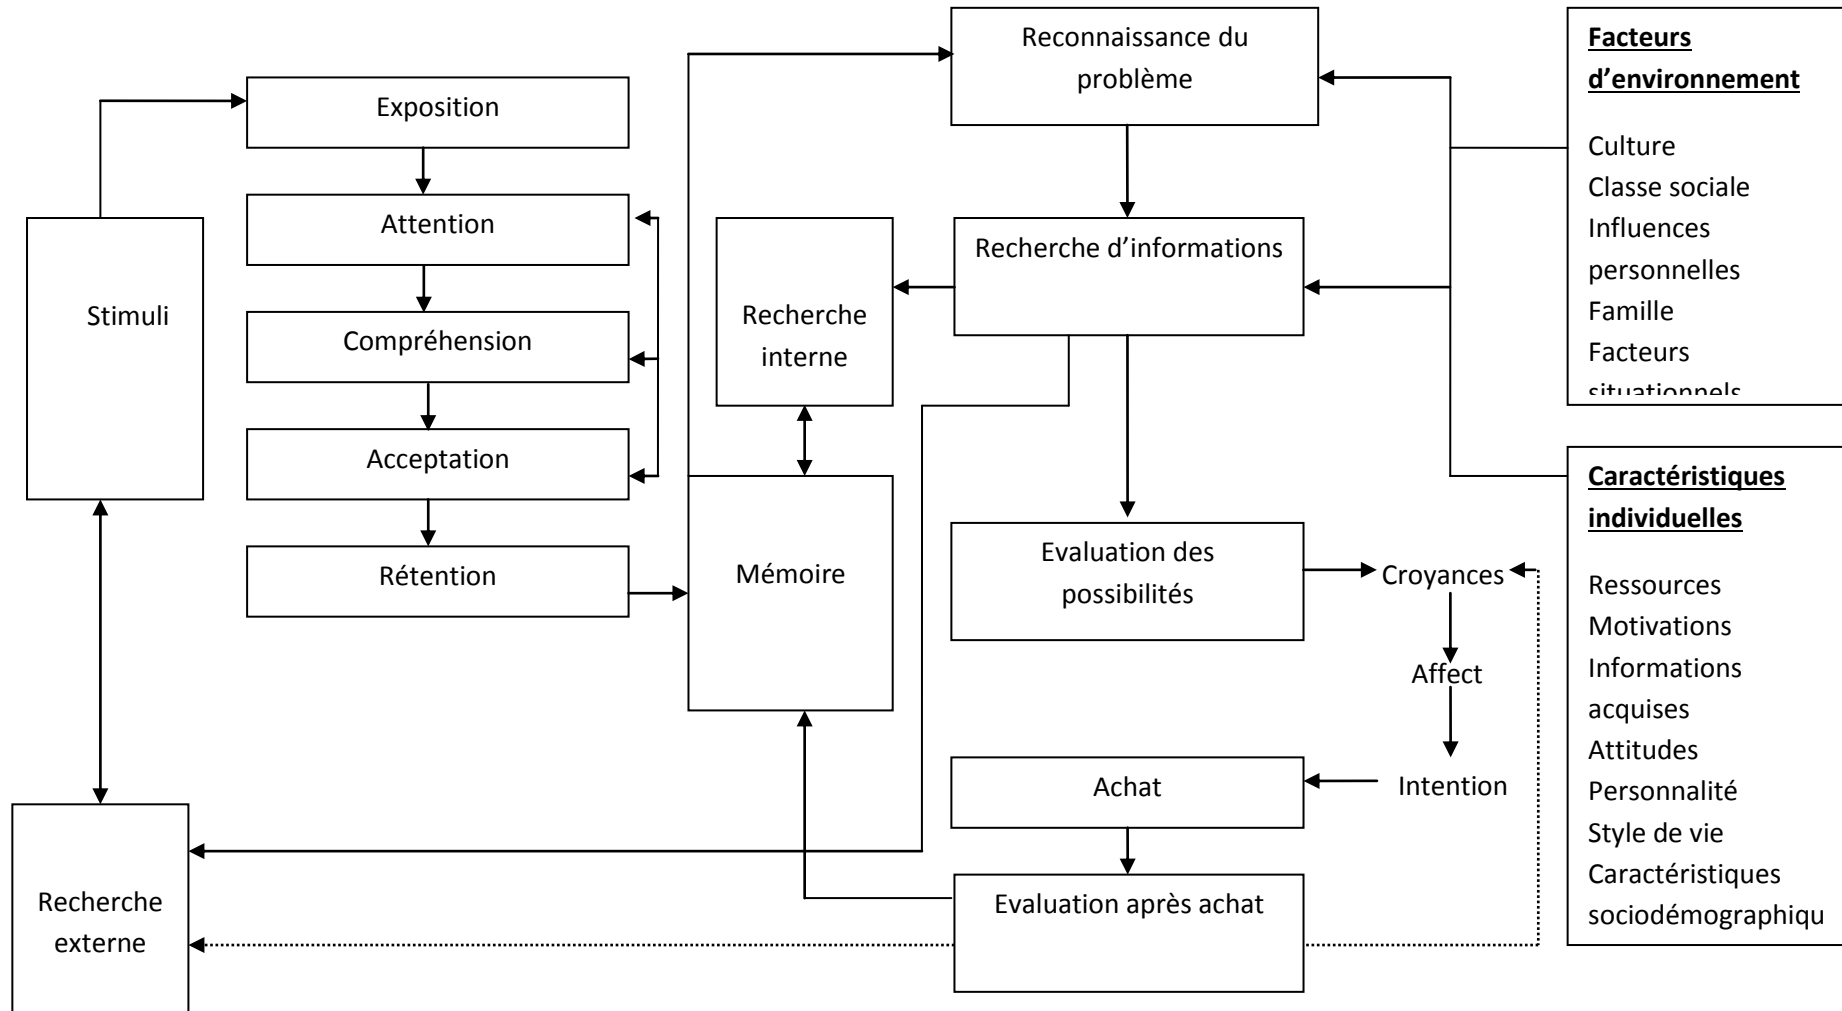 Exposition
Attention
Compréhension
Acceptation
Rétention
Stimuli
Recherche
externe
Recherche
interne
Mémoire
Reconnaissance du
problème
Recherche d’informations
Evaluation des
possibilités
Croyances
Affect
Intention
Achat
Evaluation après achat
Facteurs
d’environnement
Culture
Classe sociale
Influences
personnelles
Famille
Facteurs
situationnels
Caractéristiques
individuelles
Ressources
Motivations
Informations
acquises
Attitudes
Personnalité
Style de vie
Caractéristiques
sociodémographiqu